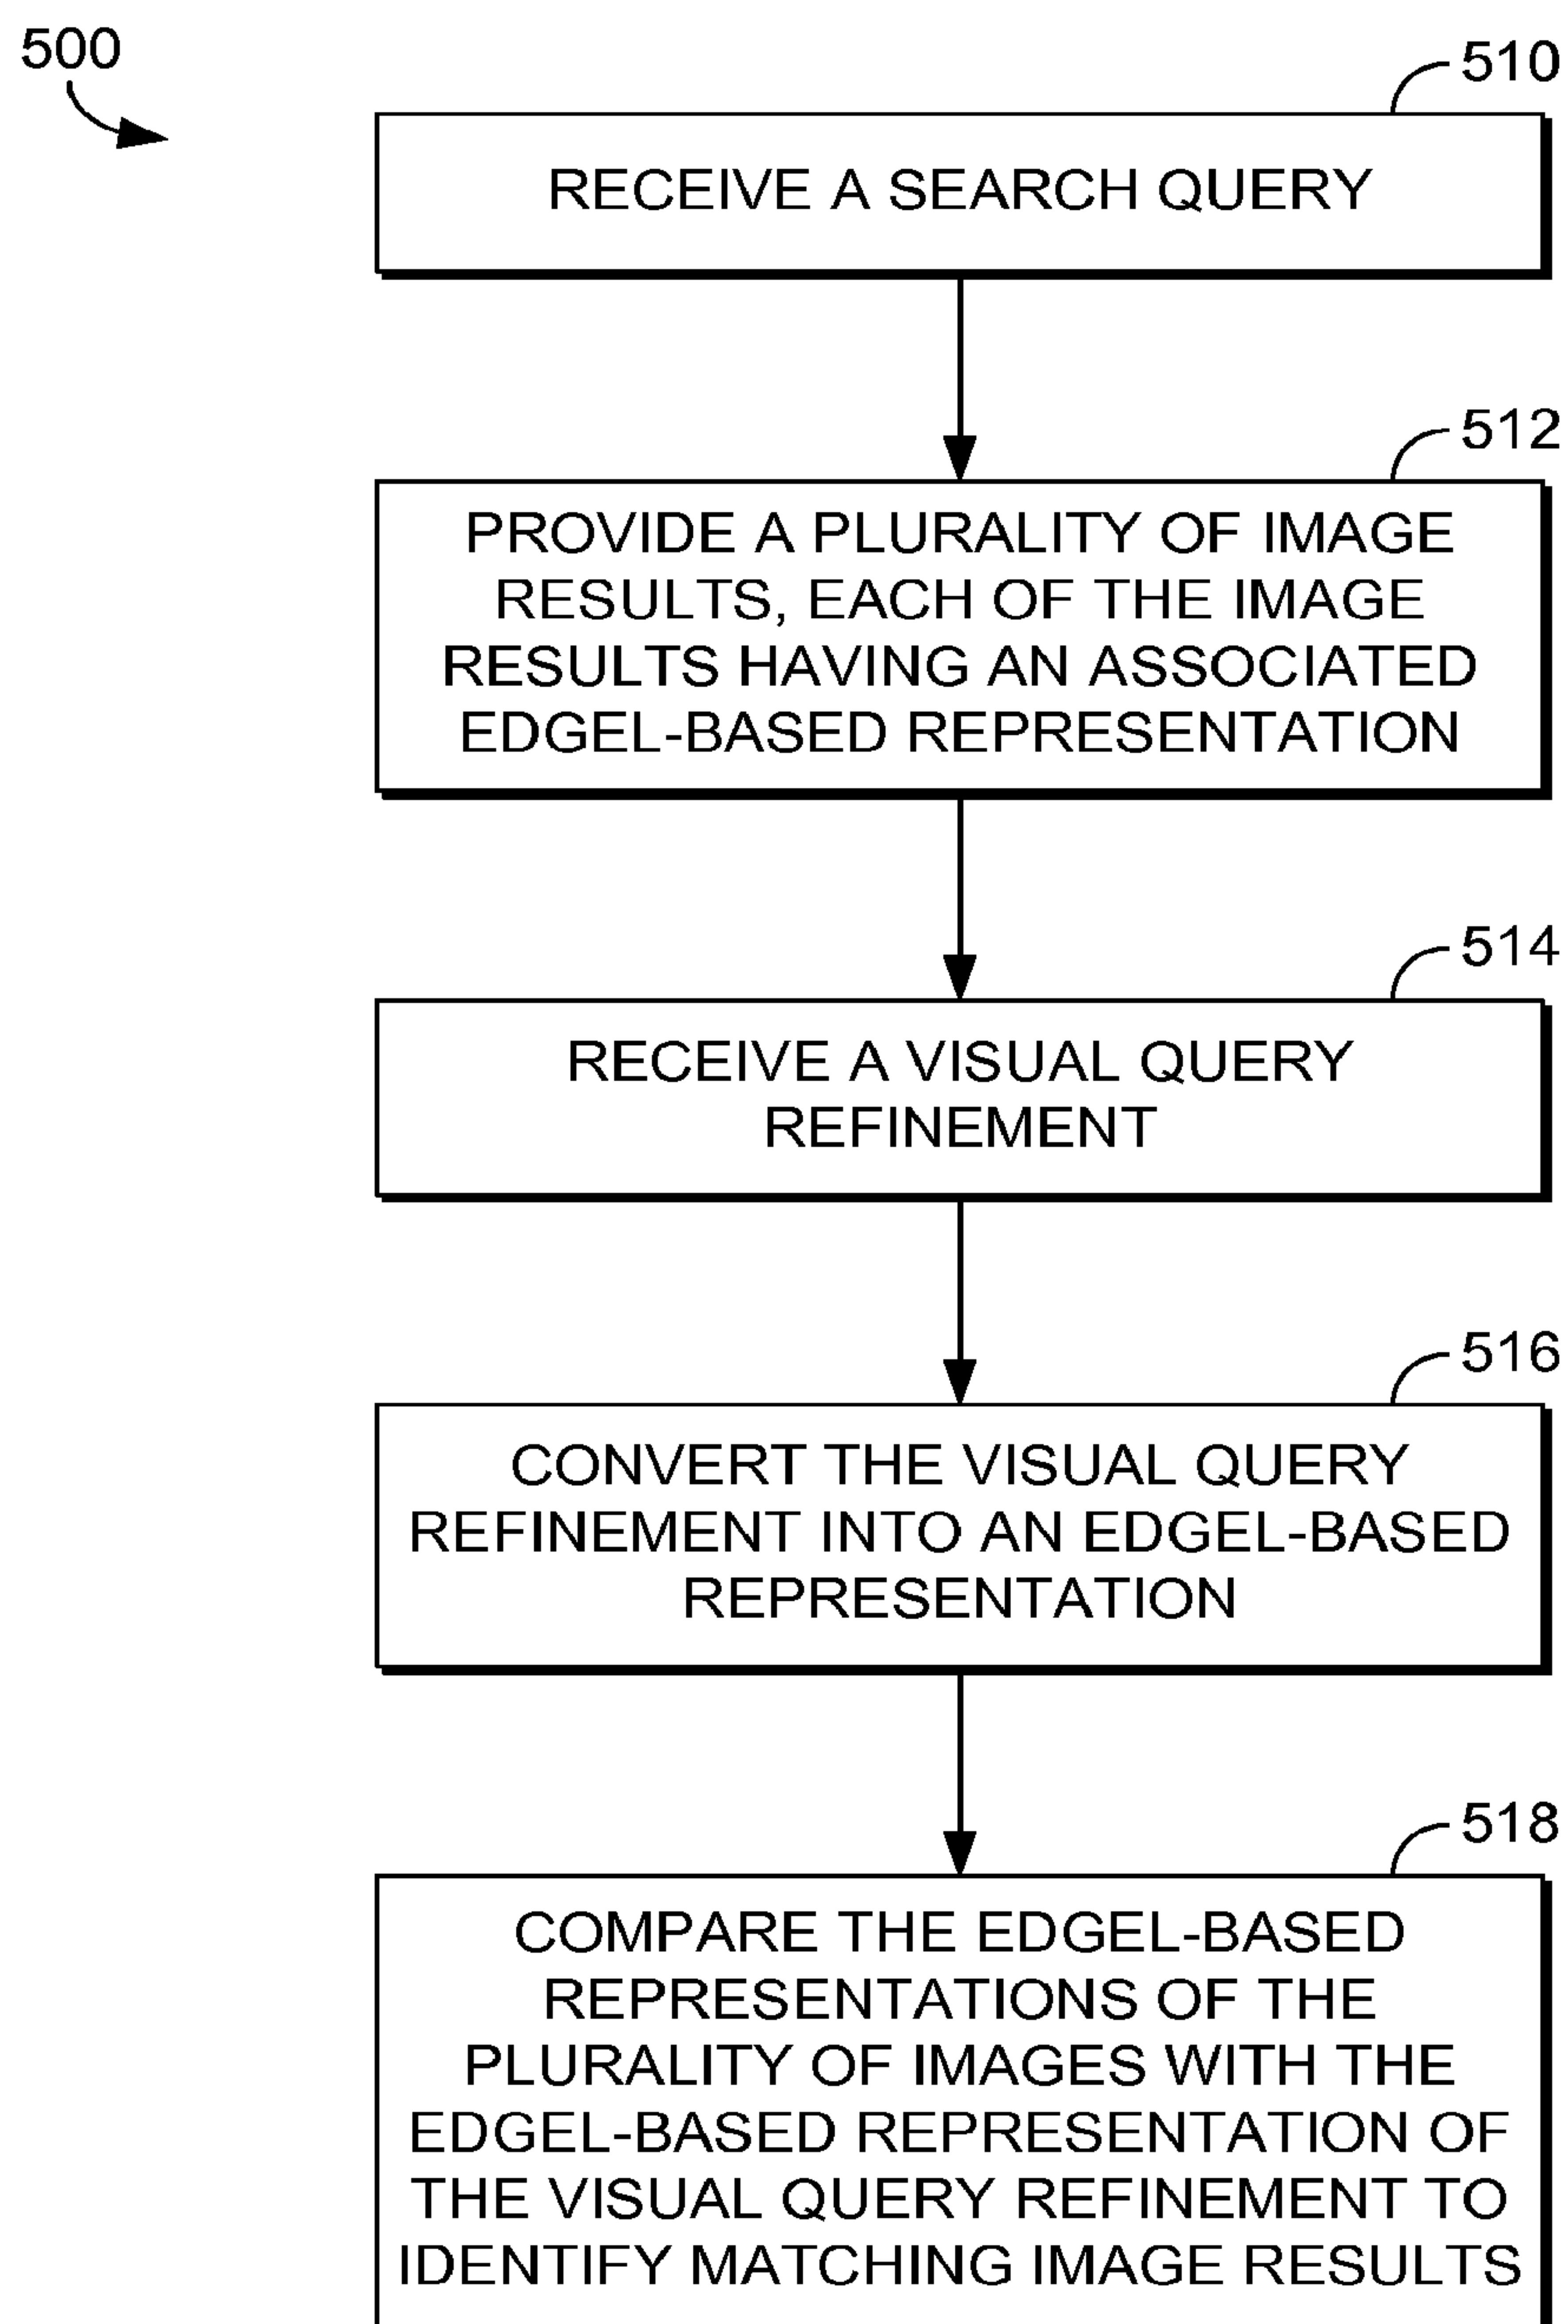 500
510
RECEIVE A SEARCH QUERY
512
PROVIDE A PLURALITY OF IMAGE
RESULTS, EACH OF THE IMAGE
RESULTS HAVING AN ASSOCIATED
EDGEL-BASED REPRESENTATION
514
RECEIVE A VISUAL QUERY
REFINEMENT
516
CONVERT THE VISUAL QUERY
REFINEMENT INTO AN EDGEL-BASED
REPRESENTATION
518
COMPARE THE EDGEL-BASED
REPRESENTATIONS OF THE
PLURALITY OF IMAGES WITH THE
EDGEL-BASED REPRESENTATION OF
THE VISUAL QUERY REFINEMENT TO
IDENTIFY MATCHING IMAGE RESULTS